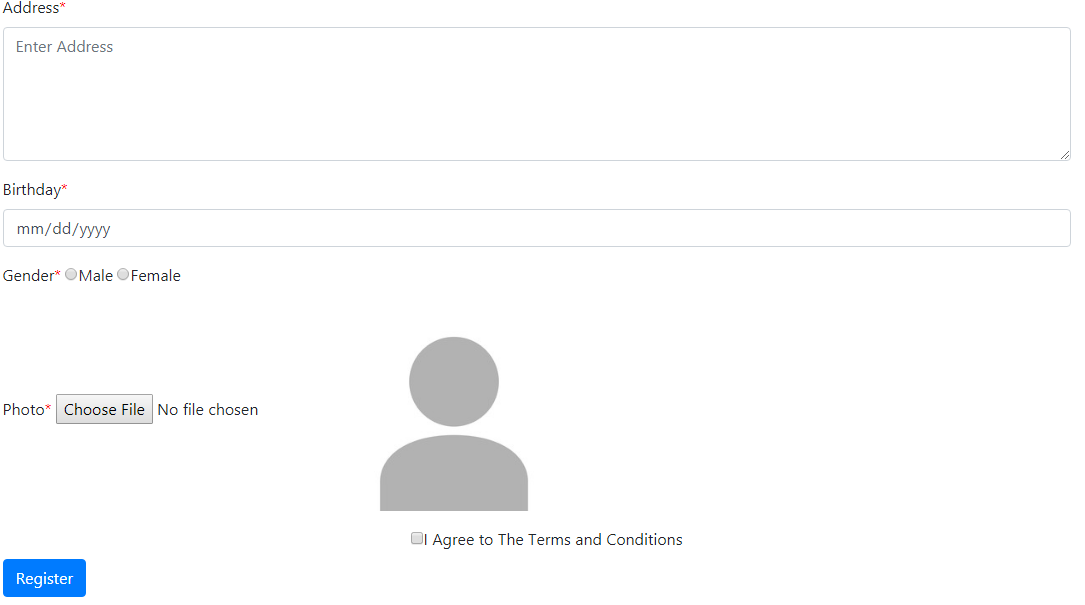 Address*
Enter Address
Birthday*
mm/dd/yyyy
Gender* Male Female
Photo* Choose File No file chosen
I Agree to The Terms and Conditions
Register